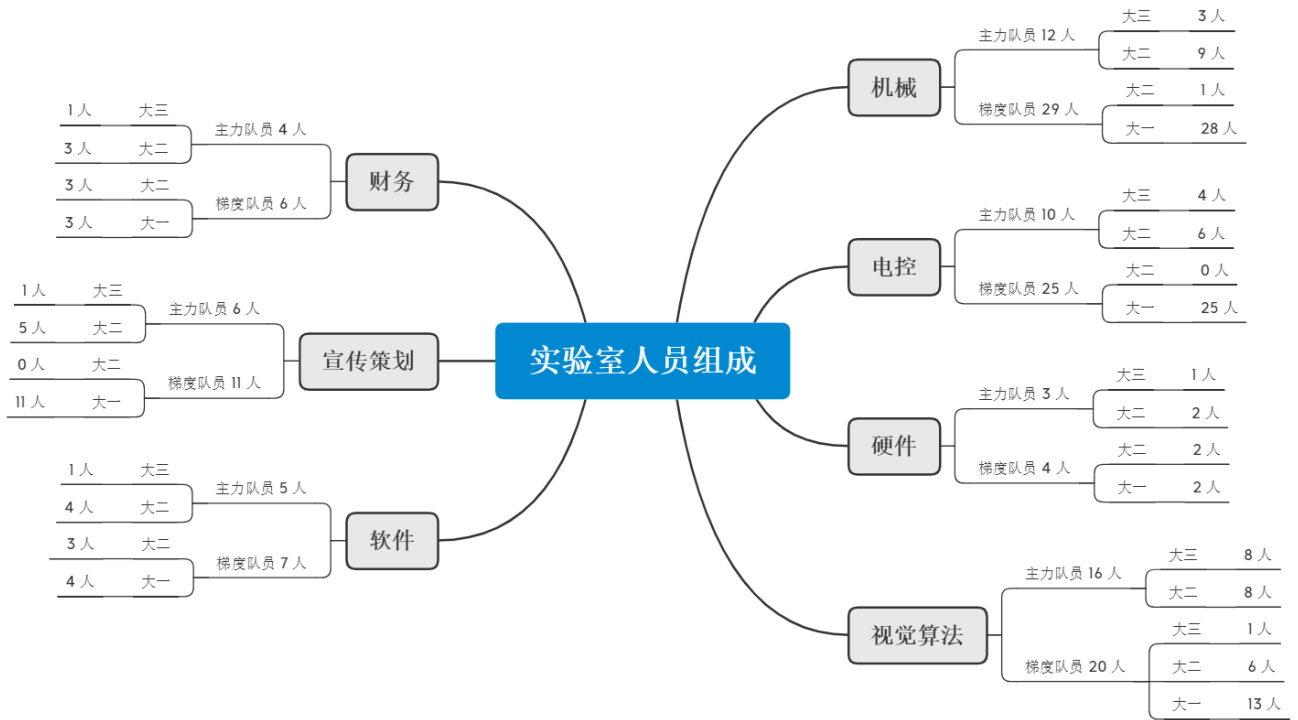 实验室人员组成
机械
主力队员 12 人
大三 3 人
大二 9 人
梯度队员 29 人
大二 1 人
大一 28 人
电控
主力队员 10 人
大三 4 人
大二 6 人
梯度队员 25 人
大二 0 人
大一 25 人
硬件
主力队员 3 人
大三 1 人
大二 2 人
梯度队员 4 人
大二 2 人
大一 2 人
视觉算法
主力队员 16 人
大三 8 人
大二 8 人
梯度队员 20 人
大三 1 人
大二 6 人
大一 13 人
财务
主力队员 4 人
1 人 大三
3 人 大二
梯度队员 6 人
3 人 大二
3 人 大一
宣传策划
主力队员 6 人
1 人 大三
5 人 大二
梯度队员 11 人
0 人 大二
11 人 大一
软件
主力队员 5 人
1 人 大三
4 人 大二
梯度队员 7 人
3 人 大二
4 人 大一